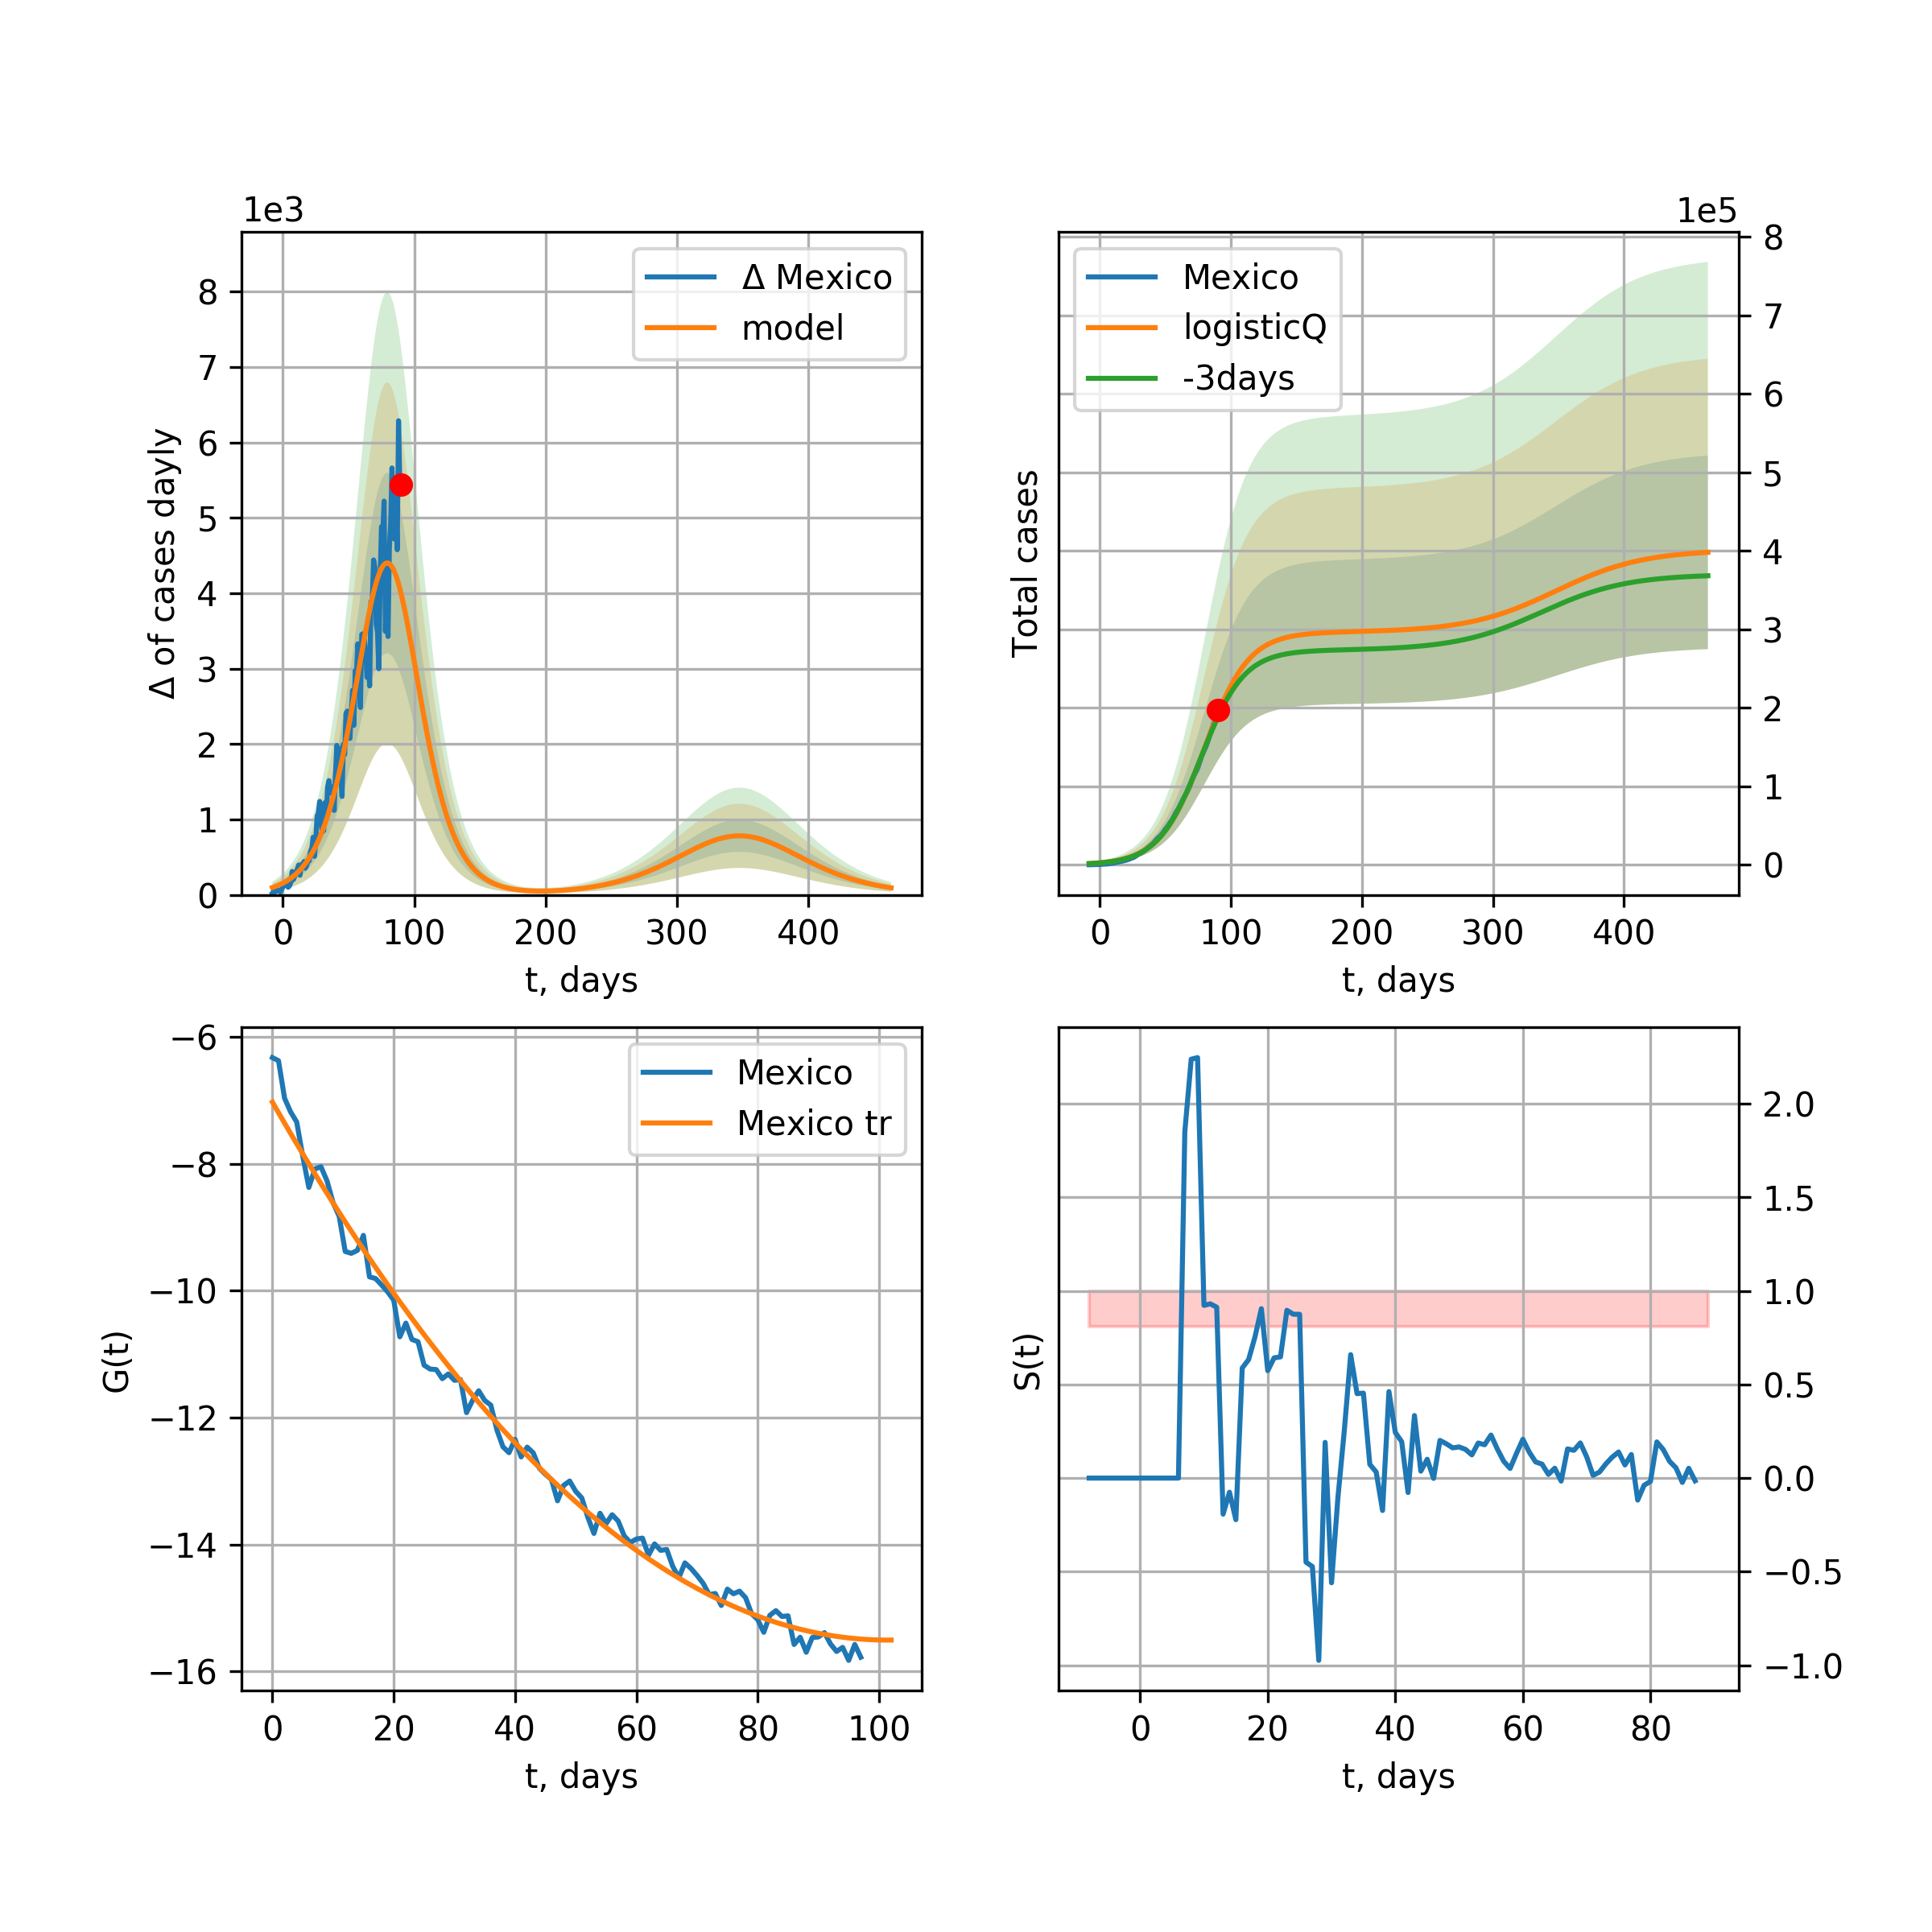 1e3
Δ of cases dayly
8
7
6
5
4
3
2
1
0
Δ Mexico
model
0 100 200 300 400
t, days
1e5
Total cases
Mexico
logisticQ
-3days
8
7
6
5
4
3
2
1
0
0 100 200 300 400
t, days
G(t)
−6
−8
−10
−12
−14
−16
Mexico
Mexico tr
0 20 40 60 80 100
t, days
S(t)
2.0
1.5
1.0
0.5
0.0
−0.5
−1.0
0 20 40 60 80
t, days